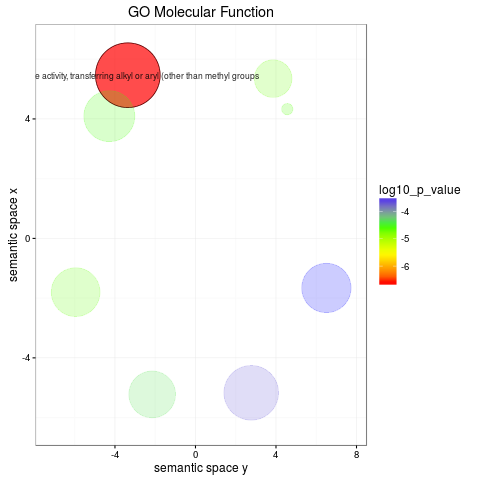 GO Molecular Function
e activity, transferring alkyl or aryl (other than methyl groups
4
0
-4
-4
0
4
8
semantic space x
semantic space y
log10_p_value
-4
-5
-6